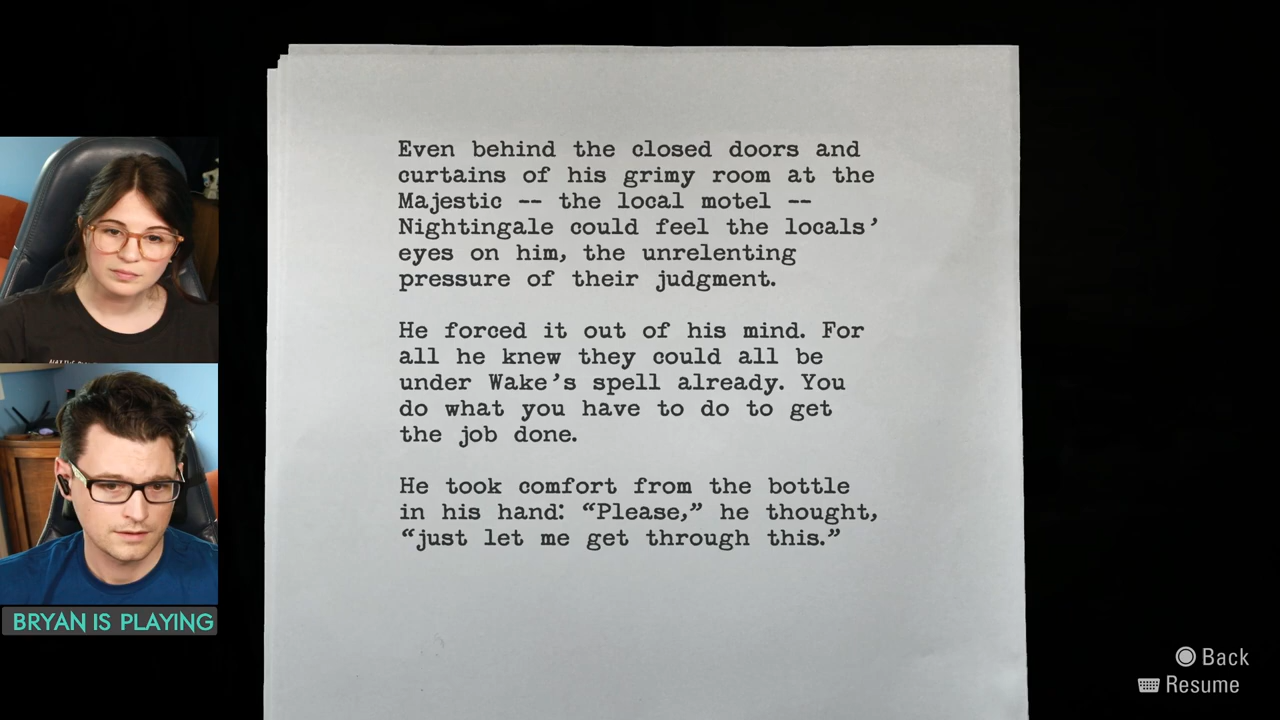 Even behind the closed doors and
curtains of his grimy room at the
Majestic -- the local motel --
Nightingale could feel the locals’
eyes on him, the unrelenting
pressure of their judgment.
He forced it out of his mind. For
all he knew they could all be
under Wake’s spell already. You
do what you have to do to get
the job done.
He took comfort from the bottle
in his hand: “Please,” he thought,
“just let me get through this.”
BRYAN IS PLAYING
Back
Resume